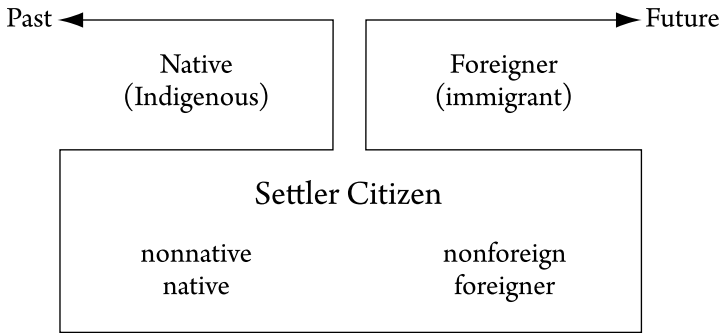 Past
Future
Native
(Indigenous)
Foreigner
(immigrant)
Settler Citizen
nonnative
native
nonforeign
foreigner